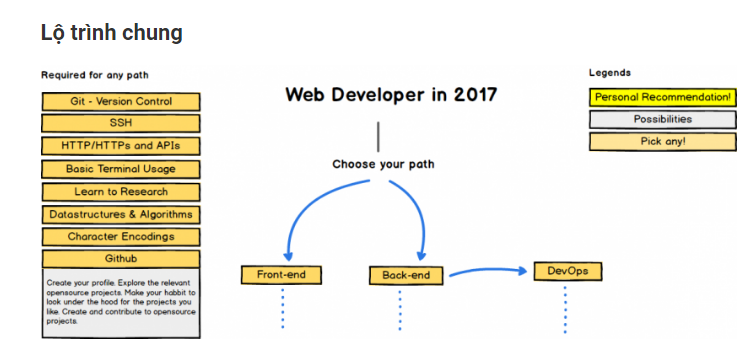 Lộ trình chung
Required for any path
Git - Version Control
SSH
HTTP/HTTPs and APIs
Basic Terminal Usage
Learn to Research
Datastructures & Algorithms
Character Encodings
Github
Create your profile. Explore the relevant
opensource projects. Make your habbit to
look under the hood for the projects you
like. Create and contribute to opensource
projects.
Web Developer in 2017
Choose your path
Front-end
Back-end
DevOps
Legends
Personal Recommendation!
Possibilities
Pick any!